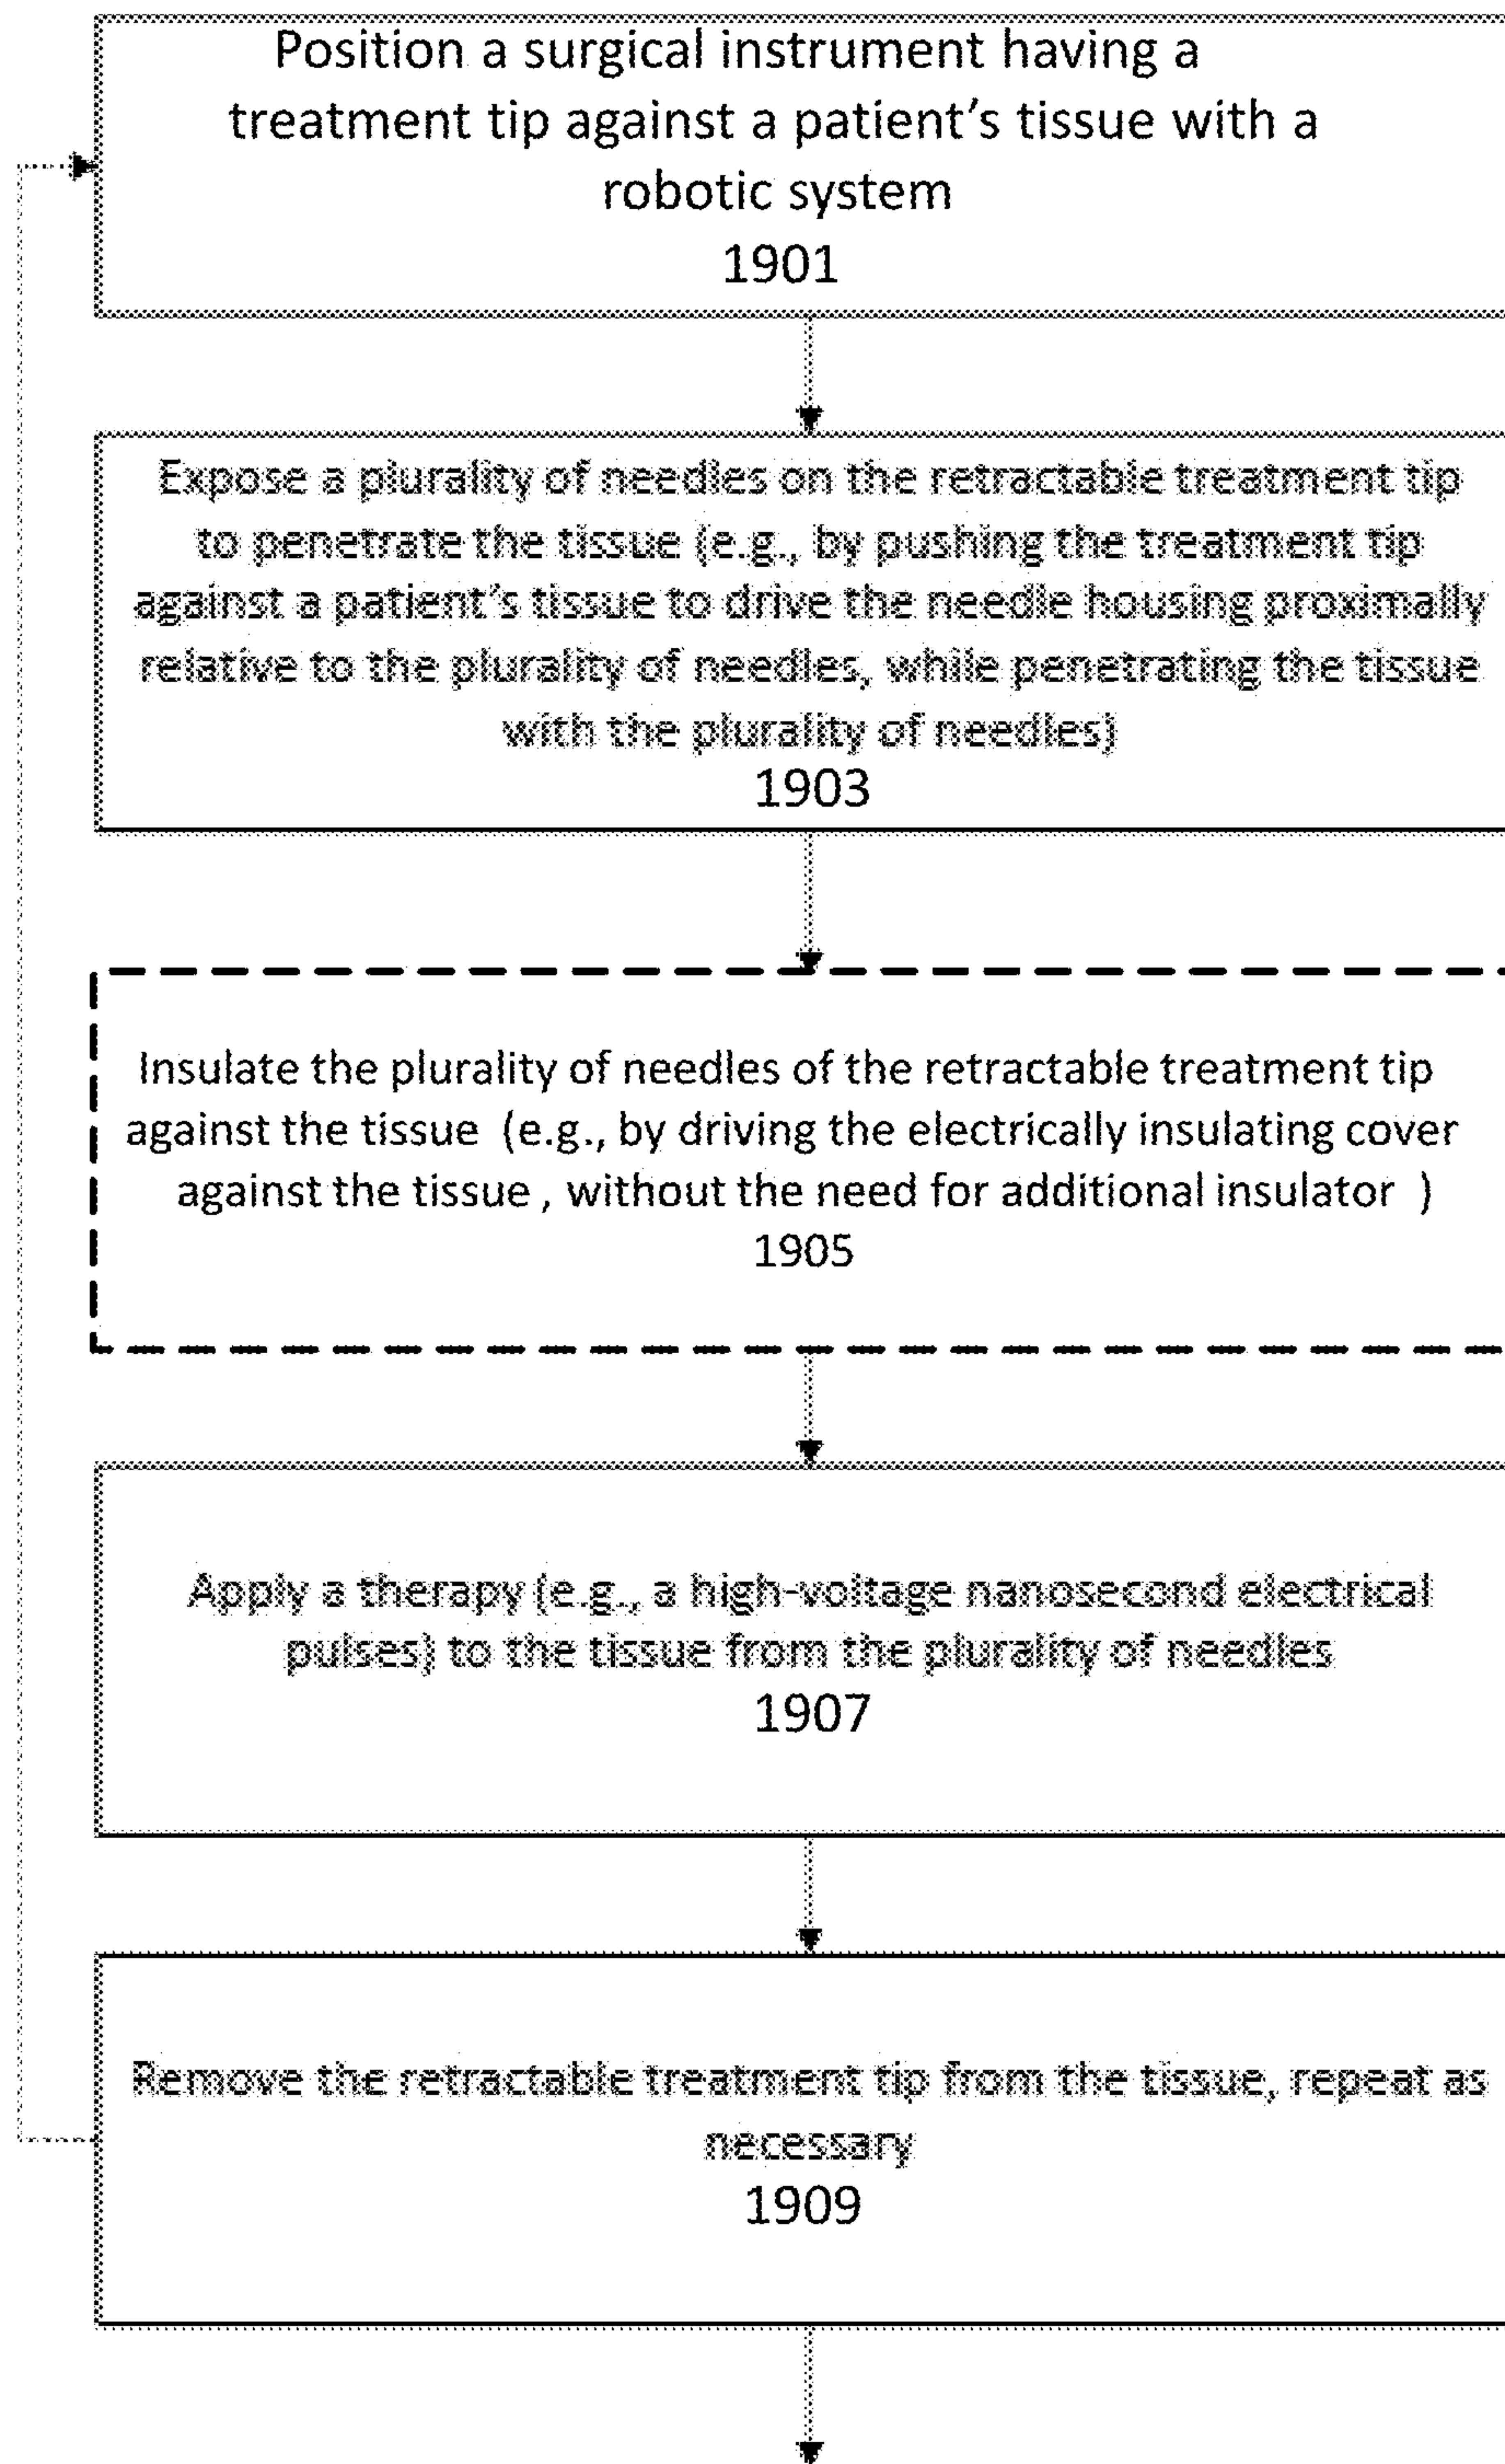 Position a surgical instrument having a
treatment tip against a patient's tissue with a
robotic system
1901
Expose a plurality of needles on the retractable treatment tip
to penetrate the tissue (e.g., by pushing the treatment tip
against a patient's tissue to drive the needle housing proximally
relative to the plurality of needles, while penetrating the tissue
with the plurality of needles)
1903
Insulate the plurality of needles of the retractable treatment tip
against the tissue (e.g., by driving the electrically insulating cover
against the tissue , without the need for additional insulator )
1905
Apply a therapy (e.g., a high-voltage nanosecond electrical
pulses) to the tissue from the plurality of needles
1907
Remove the retractable treatment tip from the tissue, repeat as
necessary
1909